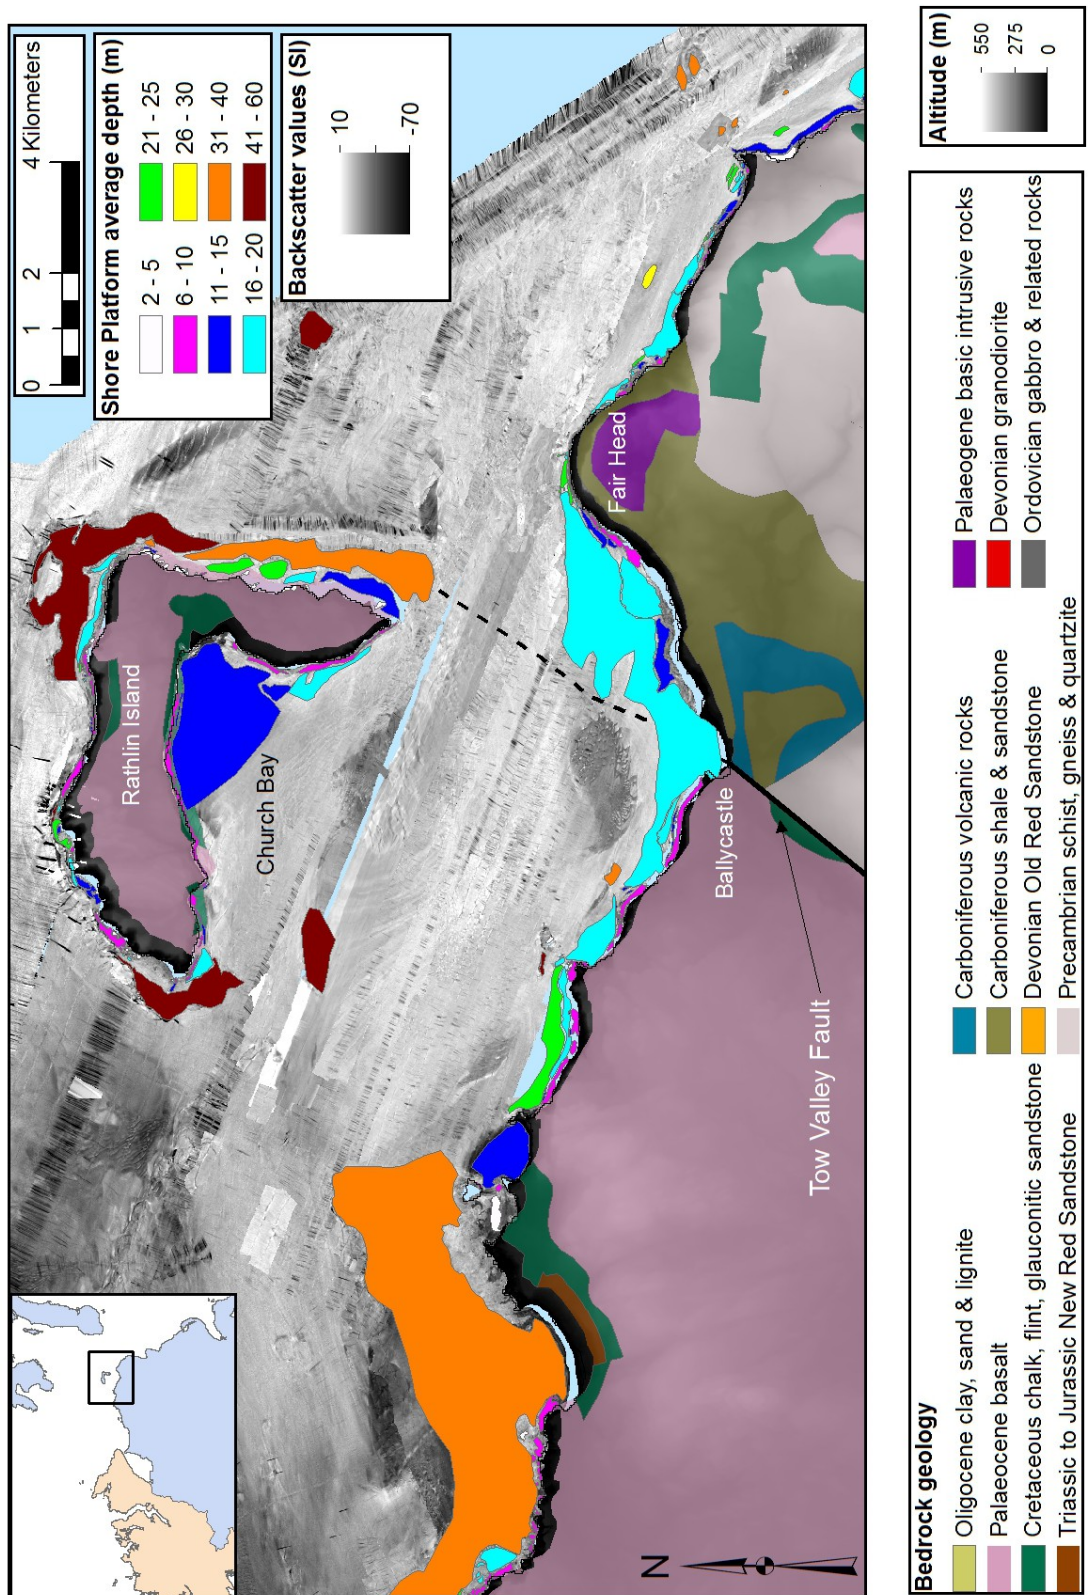 0 1 2 4 Kilometers
Shore Platform average depth (m)
2 - 5
6 - 10
11 - 15
16 - 20
21 - 25
26 - 30
31 - 40
41 - 60
Backscatter values (SI)
10
-70
Rathlin Island
Church Bay
Fair Head
Ballycastle
Tow Valley Fault
N
Bedrock geology
Oligocene clay, sand & lignite
Palaeocene basalt
Cretaceous chalk, flint, glauconitic sandstone
Triassic to Jurassic New Red Sandstone
Carboniferous volcanic rocks
Carboniferous shale & sandstone
Devonian Old Red Sandstone
Precambrian schist, gneiss & quartzite
Palaeogene basic intrusive rocks
Devonian granodiorite
Ordovician gabbro & related rocks
Altitude (m)
550
275
0